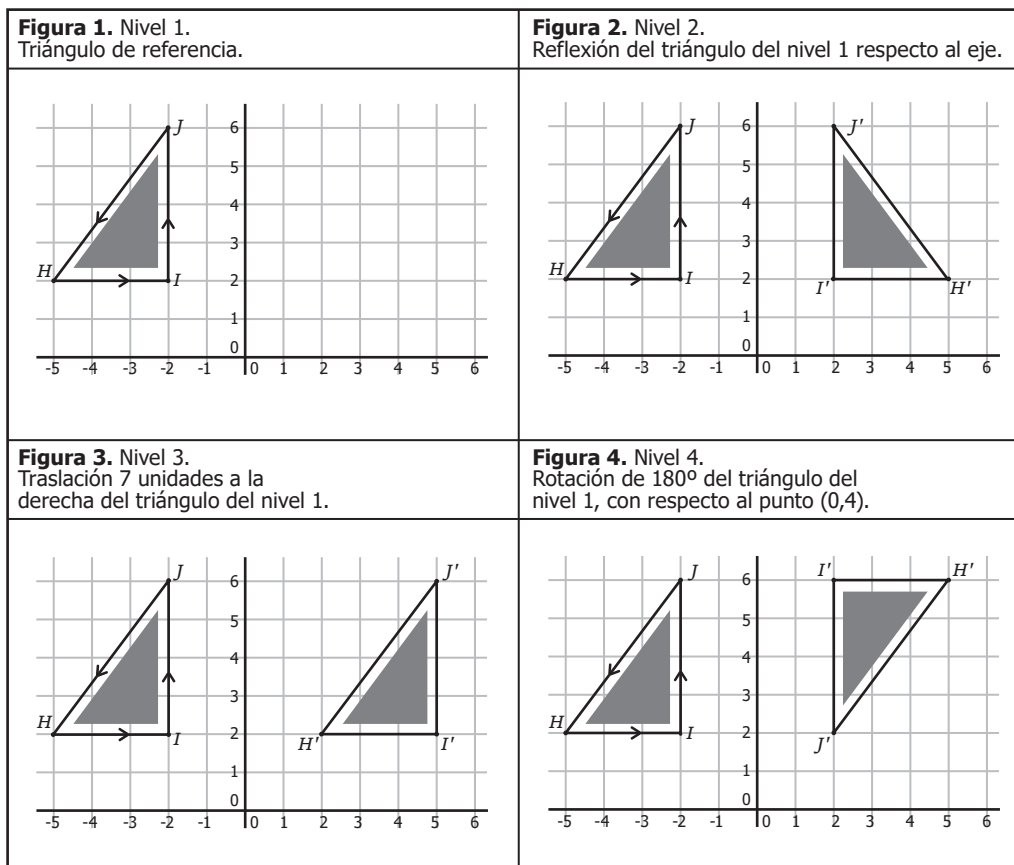 Figura 1. Nivel 1.
Triángulo de referencia.
J
6
5
4
3
H
2
I
1
0
-5 -4 -3 -2 -1 0 1 2 3 4 5 6
Figura 2. Nivel 2.
Reflexión del triángulo del nivel 1 respecto al eje.
J 6 J'
5
4
3
H 2
I I' H'
1
0
-5 -4 -3 -2 -1 0 1 2 3 4 5 6
Figura 3. Nivel 3.
Traslación 7 unidades a la
derecha del triángulo del nivel 1.
J 6 J'
5
4
3
H 2
I H' I'
1
0
-5 -4 -3 -2 -1 0 1 2 3 4 5 6
Figura 4. Nivel 4.
Rotación de 180º del triángulo del
nivel 1, con respecto al punto (0,4).
J 6 I' H'
5
4
3
H 2
I J'
1
0
-5 -4 -3 -2 -1 0 1 2 3 4 5 6